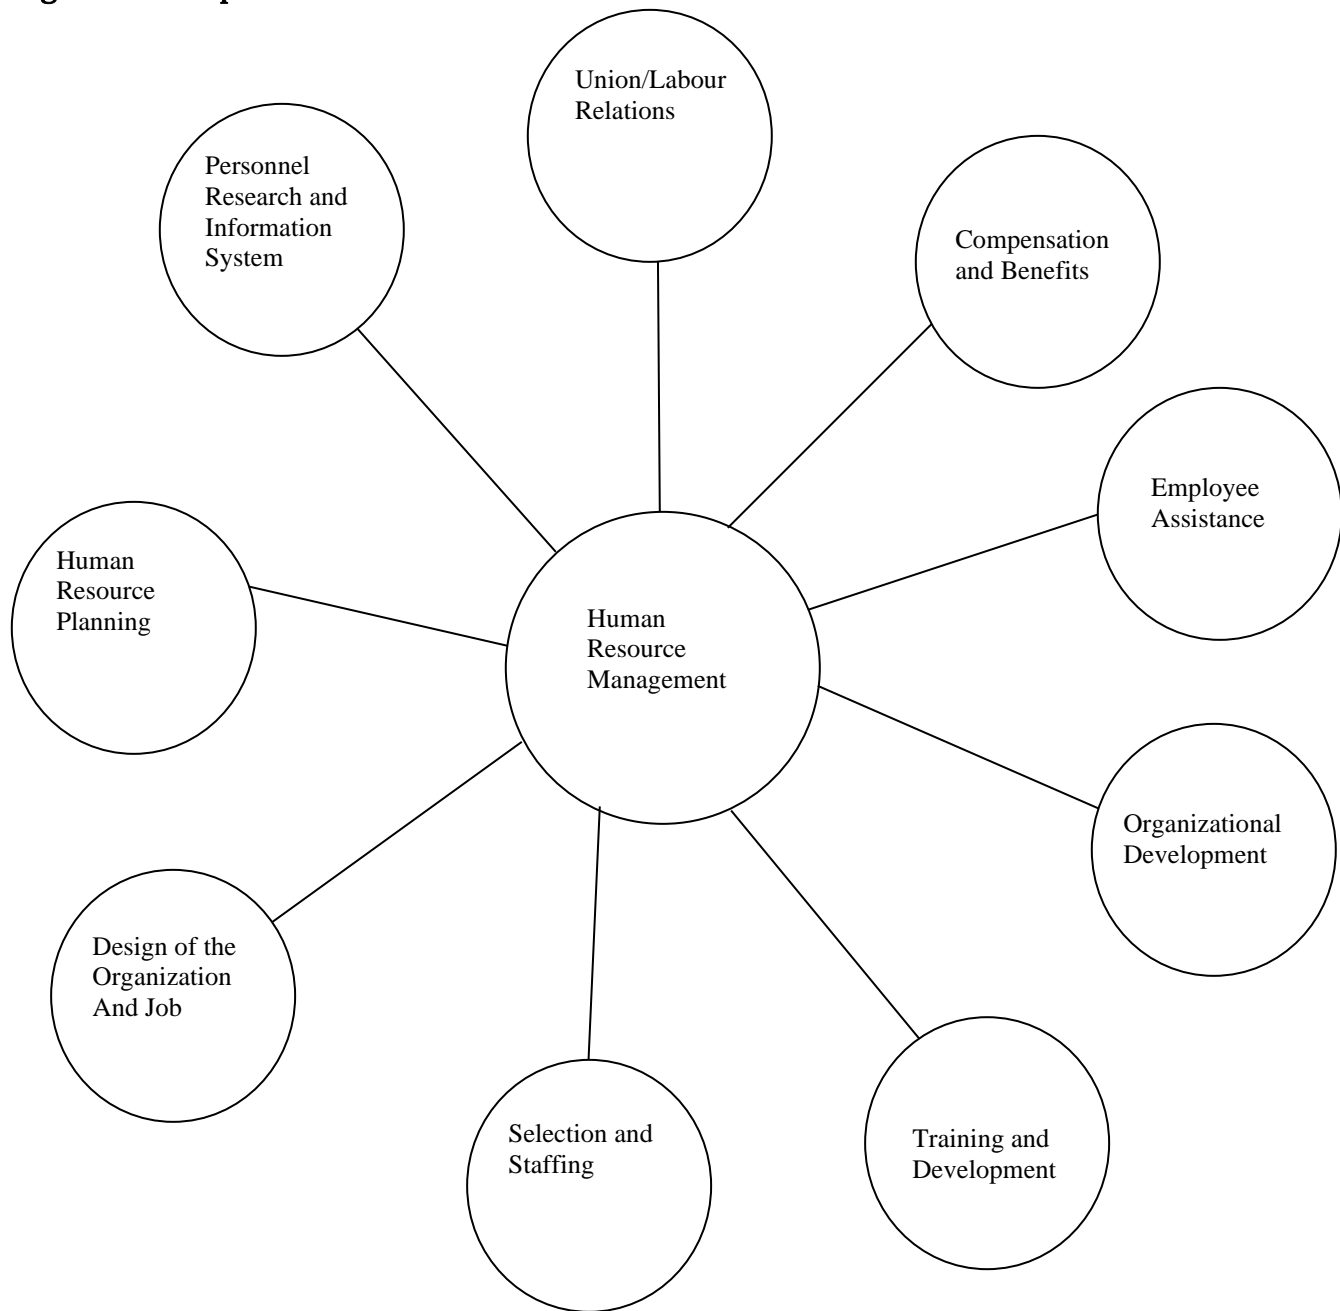 Union/Labour
Relations
Personnel
Research and
Information
System
Compensation
and Benefits
Employee
Assistance
Human
Resource
Planning
Human
Resource
Management
Organizational
Development
Design of the
Organization
And Job
Selection and
Staffing
Training and
Development